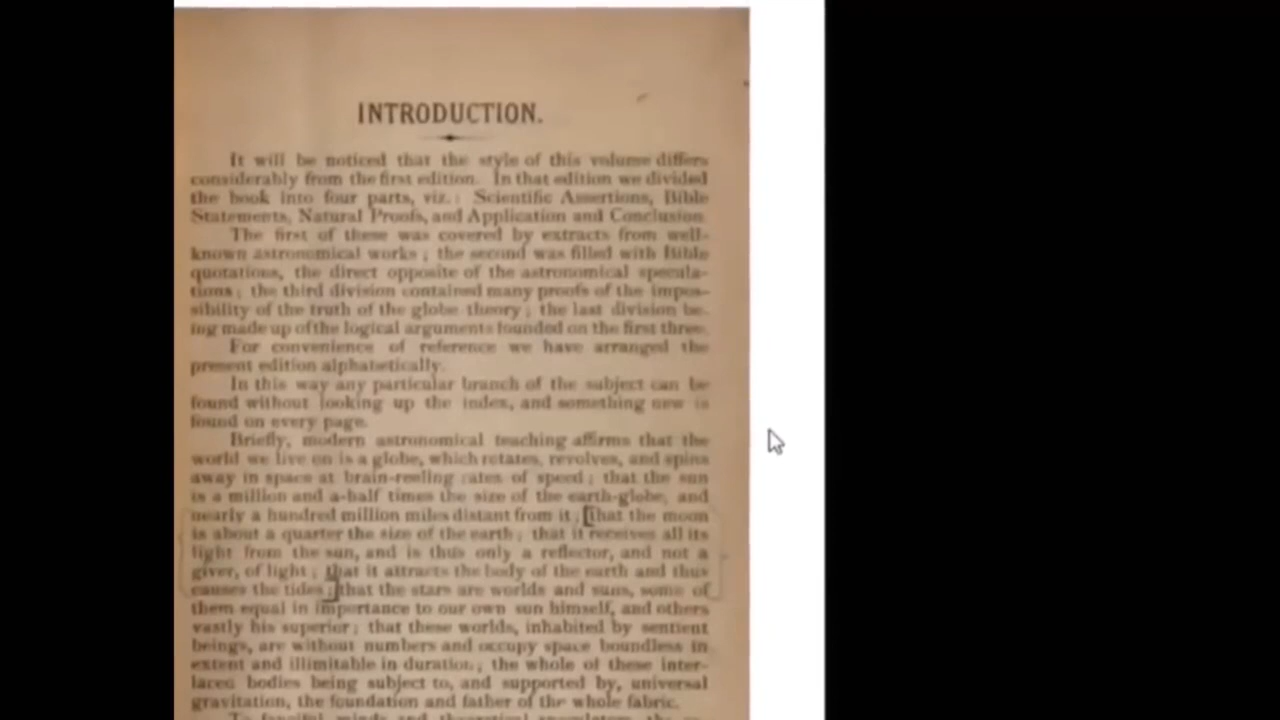 INTRODUCTION.
It will be noticed that the style of this volume differs
considerably from the first edition. In that edition we divided
the book into four parts, viz.: Scientific Assertions, Bible
Statements, Natural Proofs, and Application and Conclusion.
The first of these was covered by extracts from well-
known astronomical works; the second was filled with Bible
quotations, the direct opposite of the astronomical specula-
tions; the third division contained many proofs of the impos-
sibility of the truth of the globe theory; the last division be-
ing made up of the logical arguments founded on the first three.
For convenience of reference we have arranged the
present edition alphabetically.
In this way any particular branch of the subject can be
found without looking up the index, and something new is
found on every page.
Briefly, modern astronomical teaching affirms that the
world we live on is a globe, which rotates, revolves, and spins
away in space at brain-reeling rates of speed; that the sun
is a million and a-half times the size of the earth-globe, and
nearly a hundred million miles distant from it; [that the moon
is about a quarter the size of the earth; that it receives all its
light from the sun, and is thus only a reflector, and not a
giver, of light; that it attracts the body of the earth and thus
causes the tides;] that the stars are worlds and suns, some of
them equal in importance to our own sun himself, and others
vastly his superior; that these worlds, inhabited by sentient
beings, are without numbers and occupy space boundless in
extent and illimitable in duration; the whole of these inter-
laced bodies being subject to, and supported by, universal
gravitation, the foundation and father of the whole fabric.
To fanciful minds and theoretical speculators, the